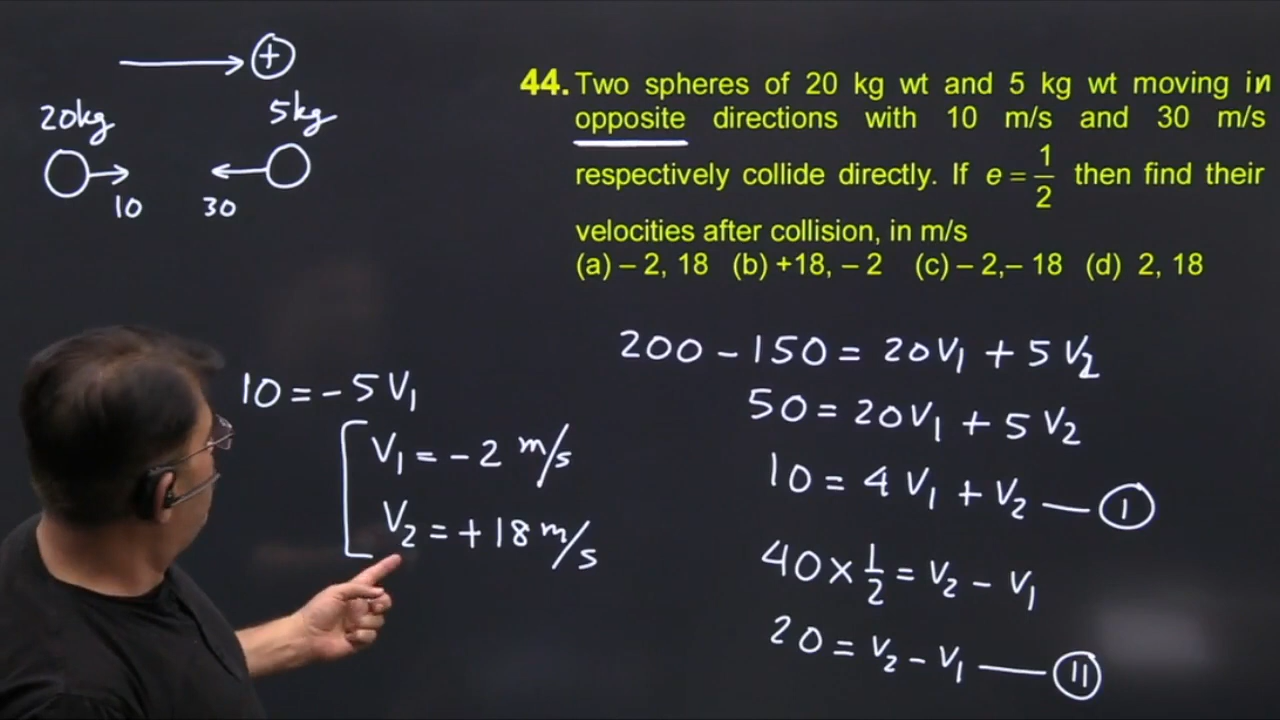 44. Two spheres of 20 kg wt and 5 kg wt moving in
opposite directions with 10 m/s and 30 m/s
respectively collide directly. If e = 1/2 then find their
velocities after collision, in m/s
(a) – 2, 18 (b) +18, – 2 (c) – 2,– 18 (d) 2, 18
+
20kg 5kg
10 30
200 - 150 = 20V₁ + 5V₂
50 = 20V₁ + 5V₂
10 = 4V₁ + V₂ — I
40 × 1/2 = V₂ - V₁
20 = V₂ - V₁ — II
10 = -5V₁
V₁ = -2 m/s
V₂ = +18 m/s